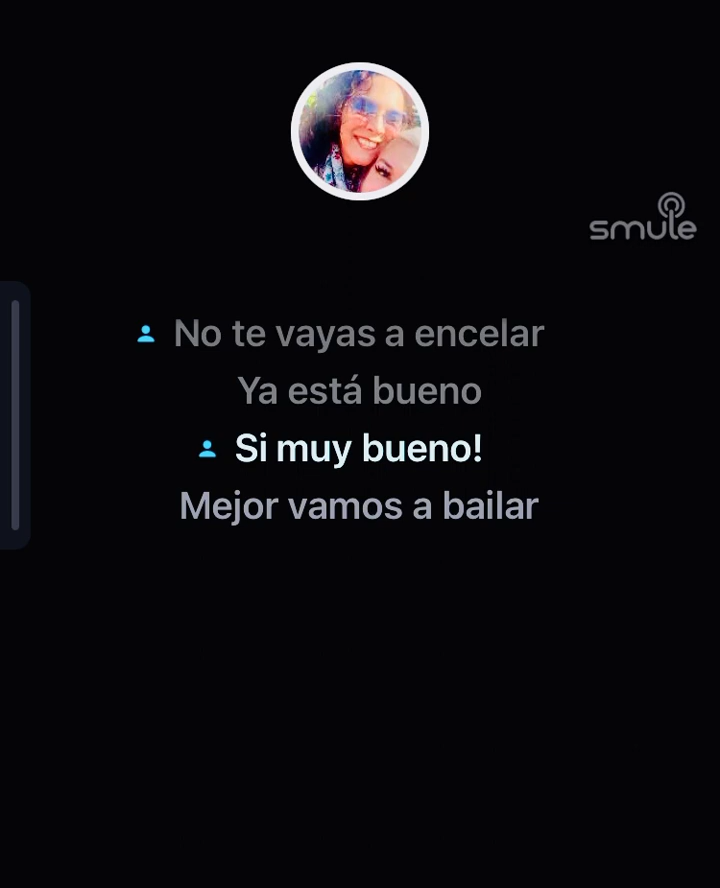 smule
No te vayas a encelar
Ya está bueno
Si muy bueno!
Mejor vamos a bailar